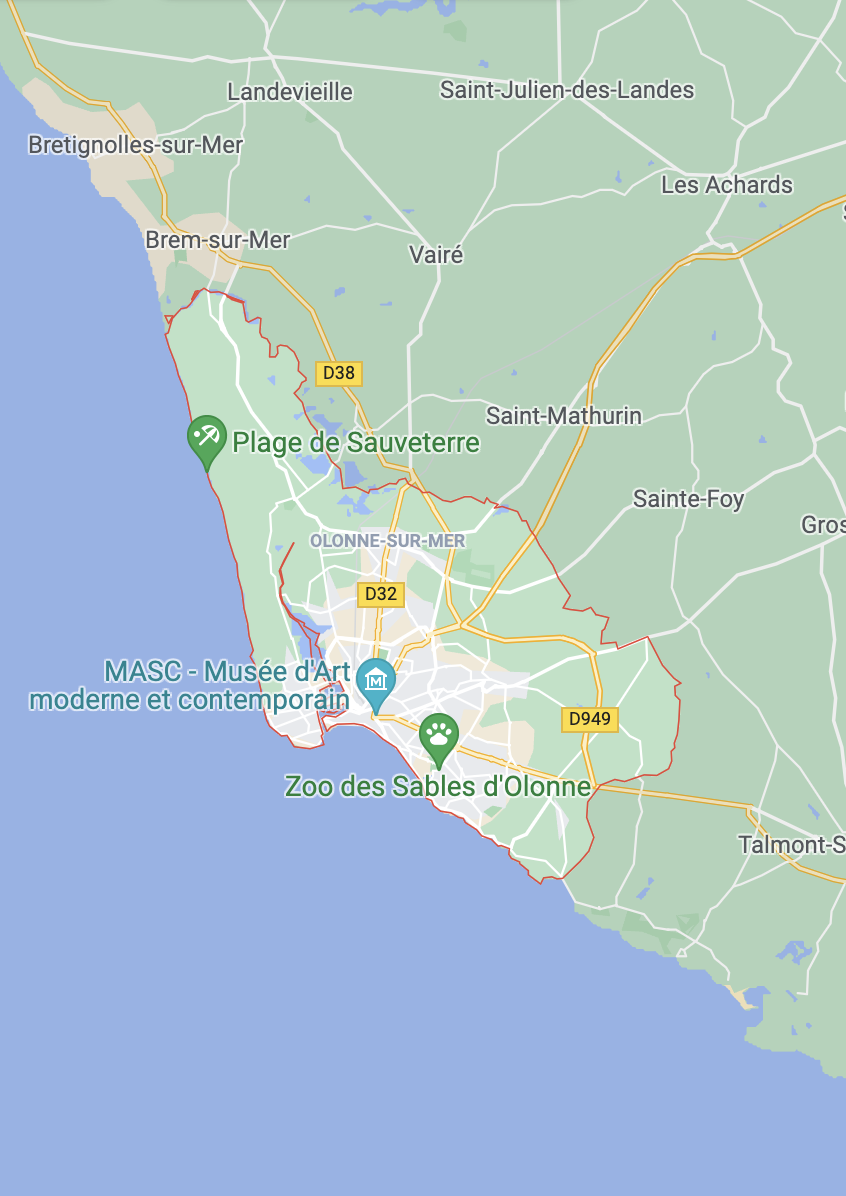 Landevieille
Saint-Julien-des-Landes
Bretignolles-sur-Mer
Les Achards
Brem-sur-Mer
Vairé
D38
Saint-Mathurin
Plage de Sauveterre
Sainte-Foy
Gros
OLONNE-SUR-MER
D32
MASC - Musée d'Art
moderne et contemporain
M
D949
Zoo des Sables d'Olonne
Talmont-S